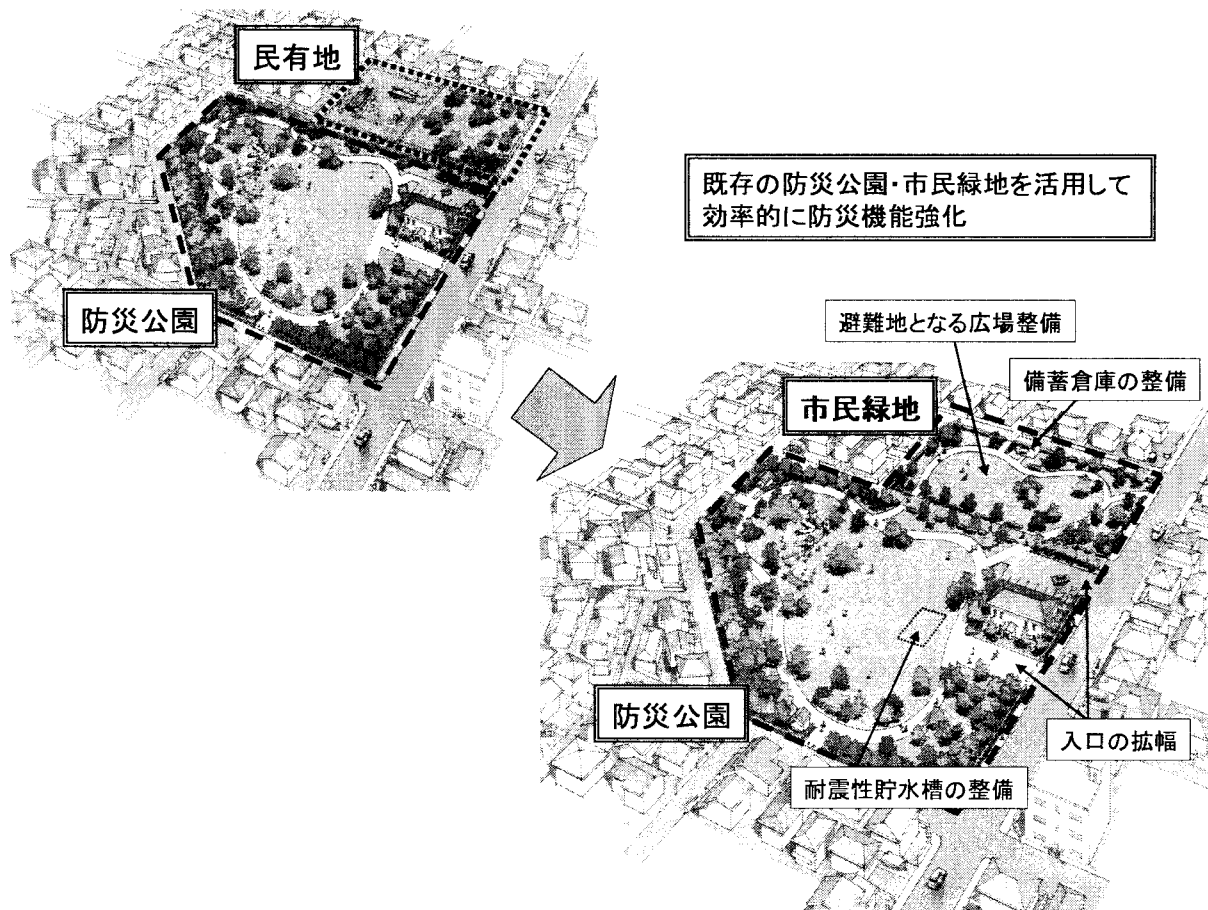 民有地
防災公園
既存の防災公園・市民緑地を活用して
効率的に防災機能強化
避難地となる広場整備
備蓄倉庫の整備
市民緑地
防災公園
入口の拡幅
耐震性貯水槽の整備